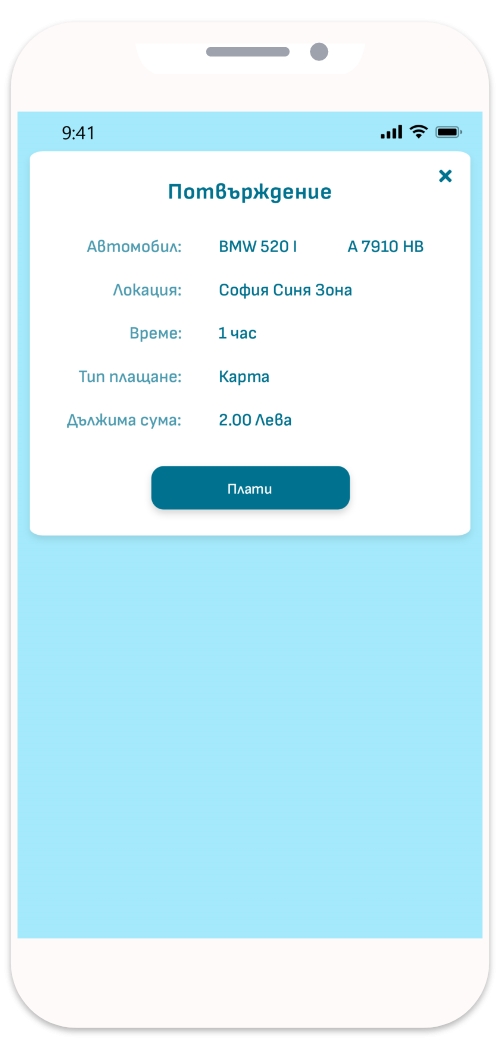 9:41
Потвърждение
Автомобил: BMW 520 I А 7910 НВ
Локация: София Синя Зона
Време: 1 час
Тип плащане: Карта
Дължима сума: 2.00 Лева
Плати